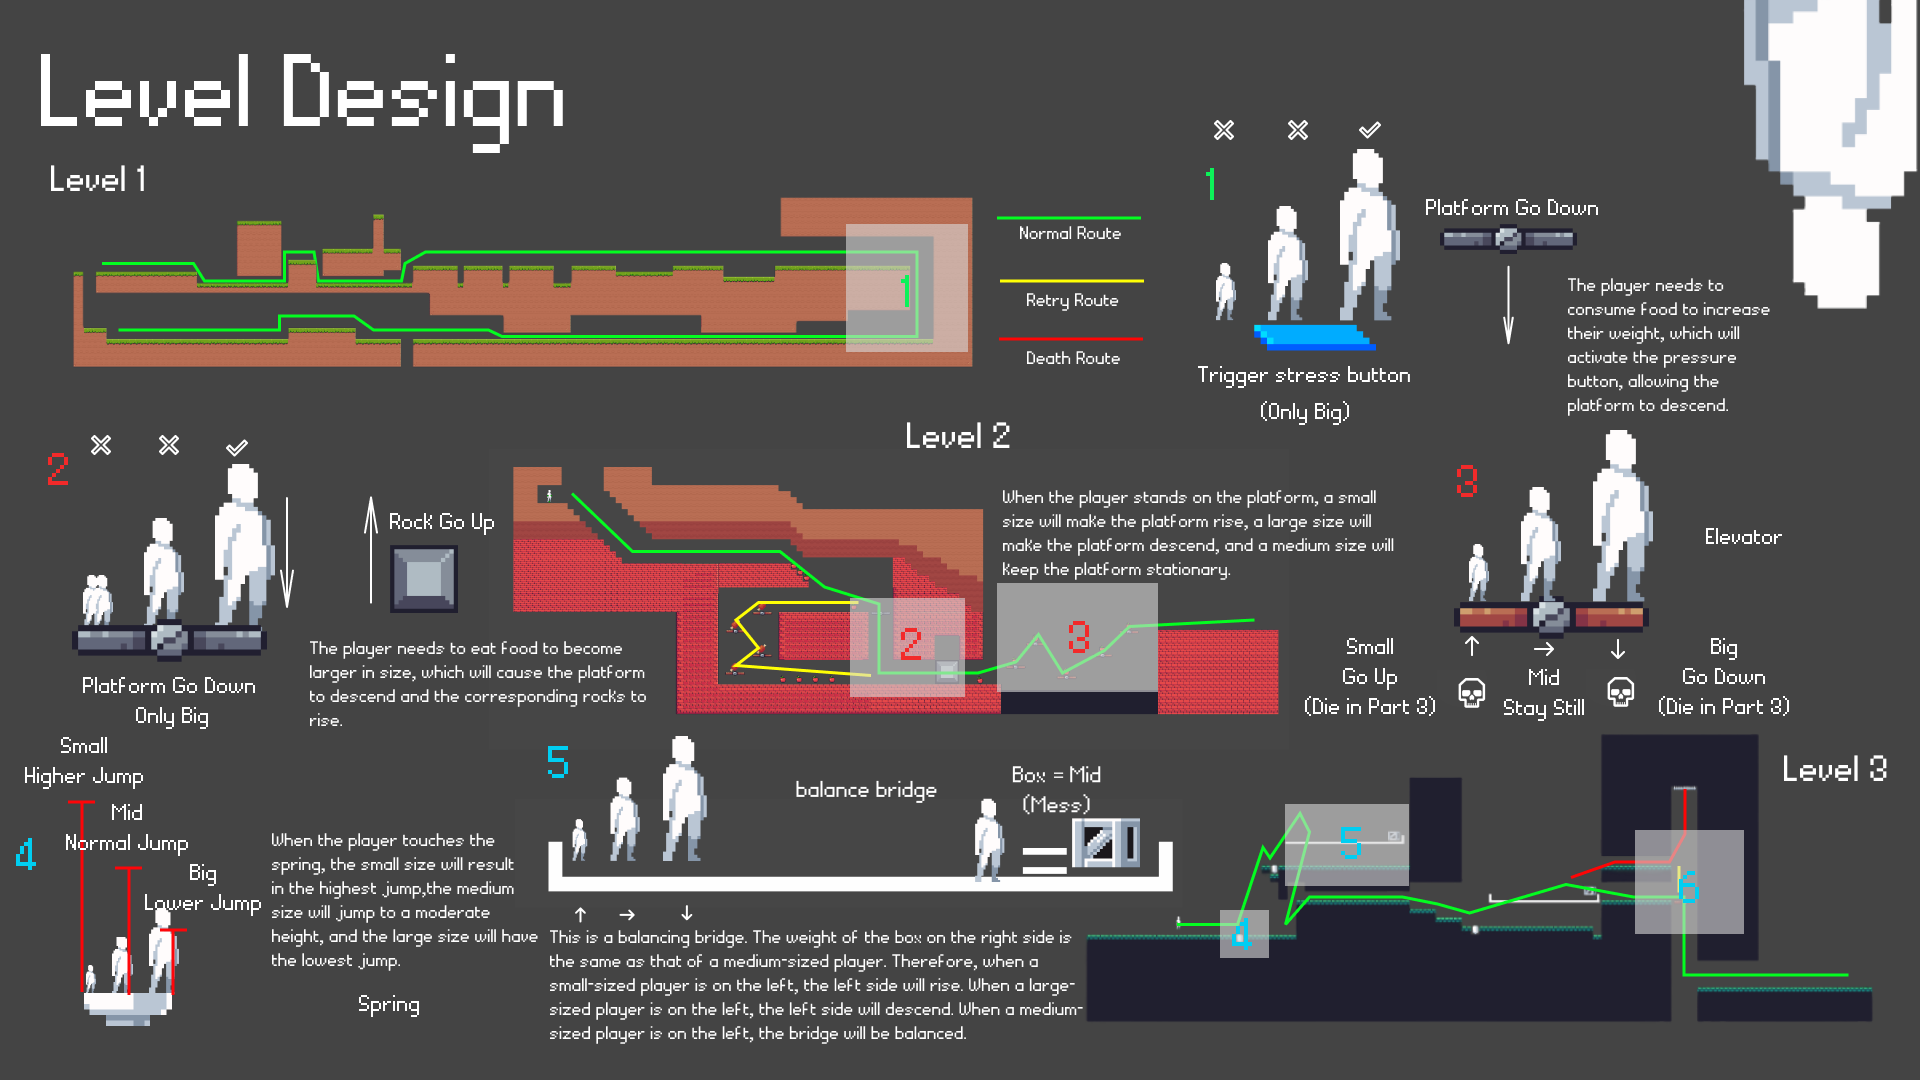 Level Design
Level 1
1
Normal Route
Retry Route
Death Route
1
Platform Go Down
Trigger stress button
(Only Big)
The player needs to
consume food to increase
their weight, which will
activate the pressure
button, allowing the
platform to descend.
2
Platform Go Down
Only Big
Rock Go Up
The player needs to eat food to become
larger in size, which will cause the platform
to descend and the corresponding rocks to
rise.
Level 2
2
3
When the player stands on the platform, a small
size will make the platform rise, a large size will
make the platform descend, and a medium size will
keep the platform stationary.
3
Elevator
Small
Go Up
(Die in Part 3)
Mid
Stay Still
Big
Go Down
(Die in Part 3)
Small
Higher Jump
Mid
Normal Jump
Big
Lower Jump
4
When the player touches the
spring, the small size will result
in the highest jump,the medium
size will jump to a moderate
height, and the large size will have
the lowest jump.
Spring
5
balance bridge
Box = Mid
(Mess)
This is a balancing bridge. The weight of the box on the right side is
the same as that of a medium-sized player. Therefore, when a
small-sized player is on the left, the left side will rise. When a large-
sized player is on the left, the left side will descend. When a medium-
sized player is on the left, the bridge will be balanced.
Level 3
5
6
4